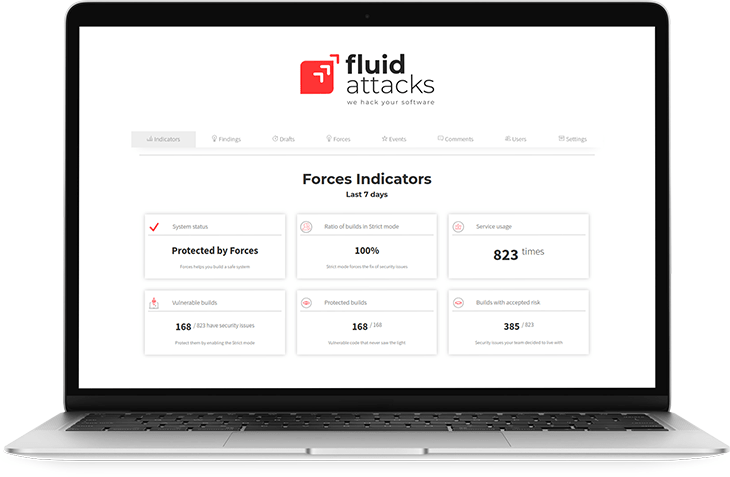 fluid
attacks
we hack your software
Indicators Findings Drafts Forces Events Comments Users Settings
Forces Indicators
Last 7 days
System status
Protected by Forces
Forces helps you build a safe system
Ratio of builds in Strict mode
100%
Strict mode forces the fix of security issues
Service usage
823 times
Vulnerable builds
168 / 823 have security issues
Protect them by enabling the Strict mode
Protected builds
168 / 168
Vulnerable code that never saw the light
Builds with accepted risk
385 / 823
Security issues your team decided to live with